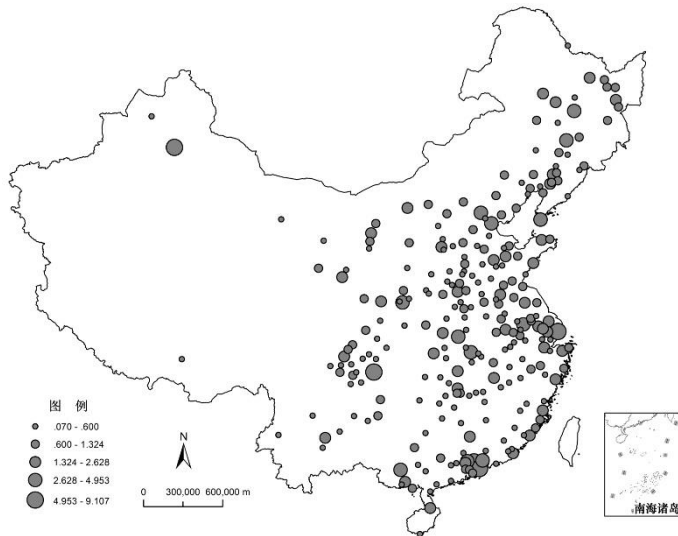 图 例
.070 - .600
.600 - 1.324
1.324 - 2.628
2.628 - 4.953
4.953 - 9.107
N
0 300,000 600,000 m
南海诸岛